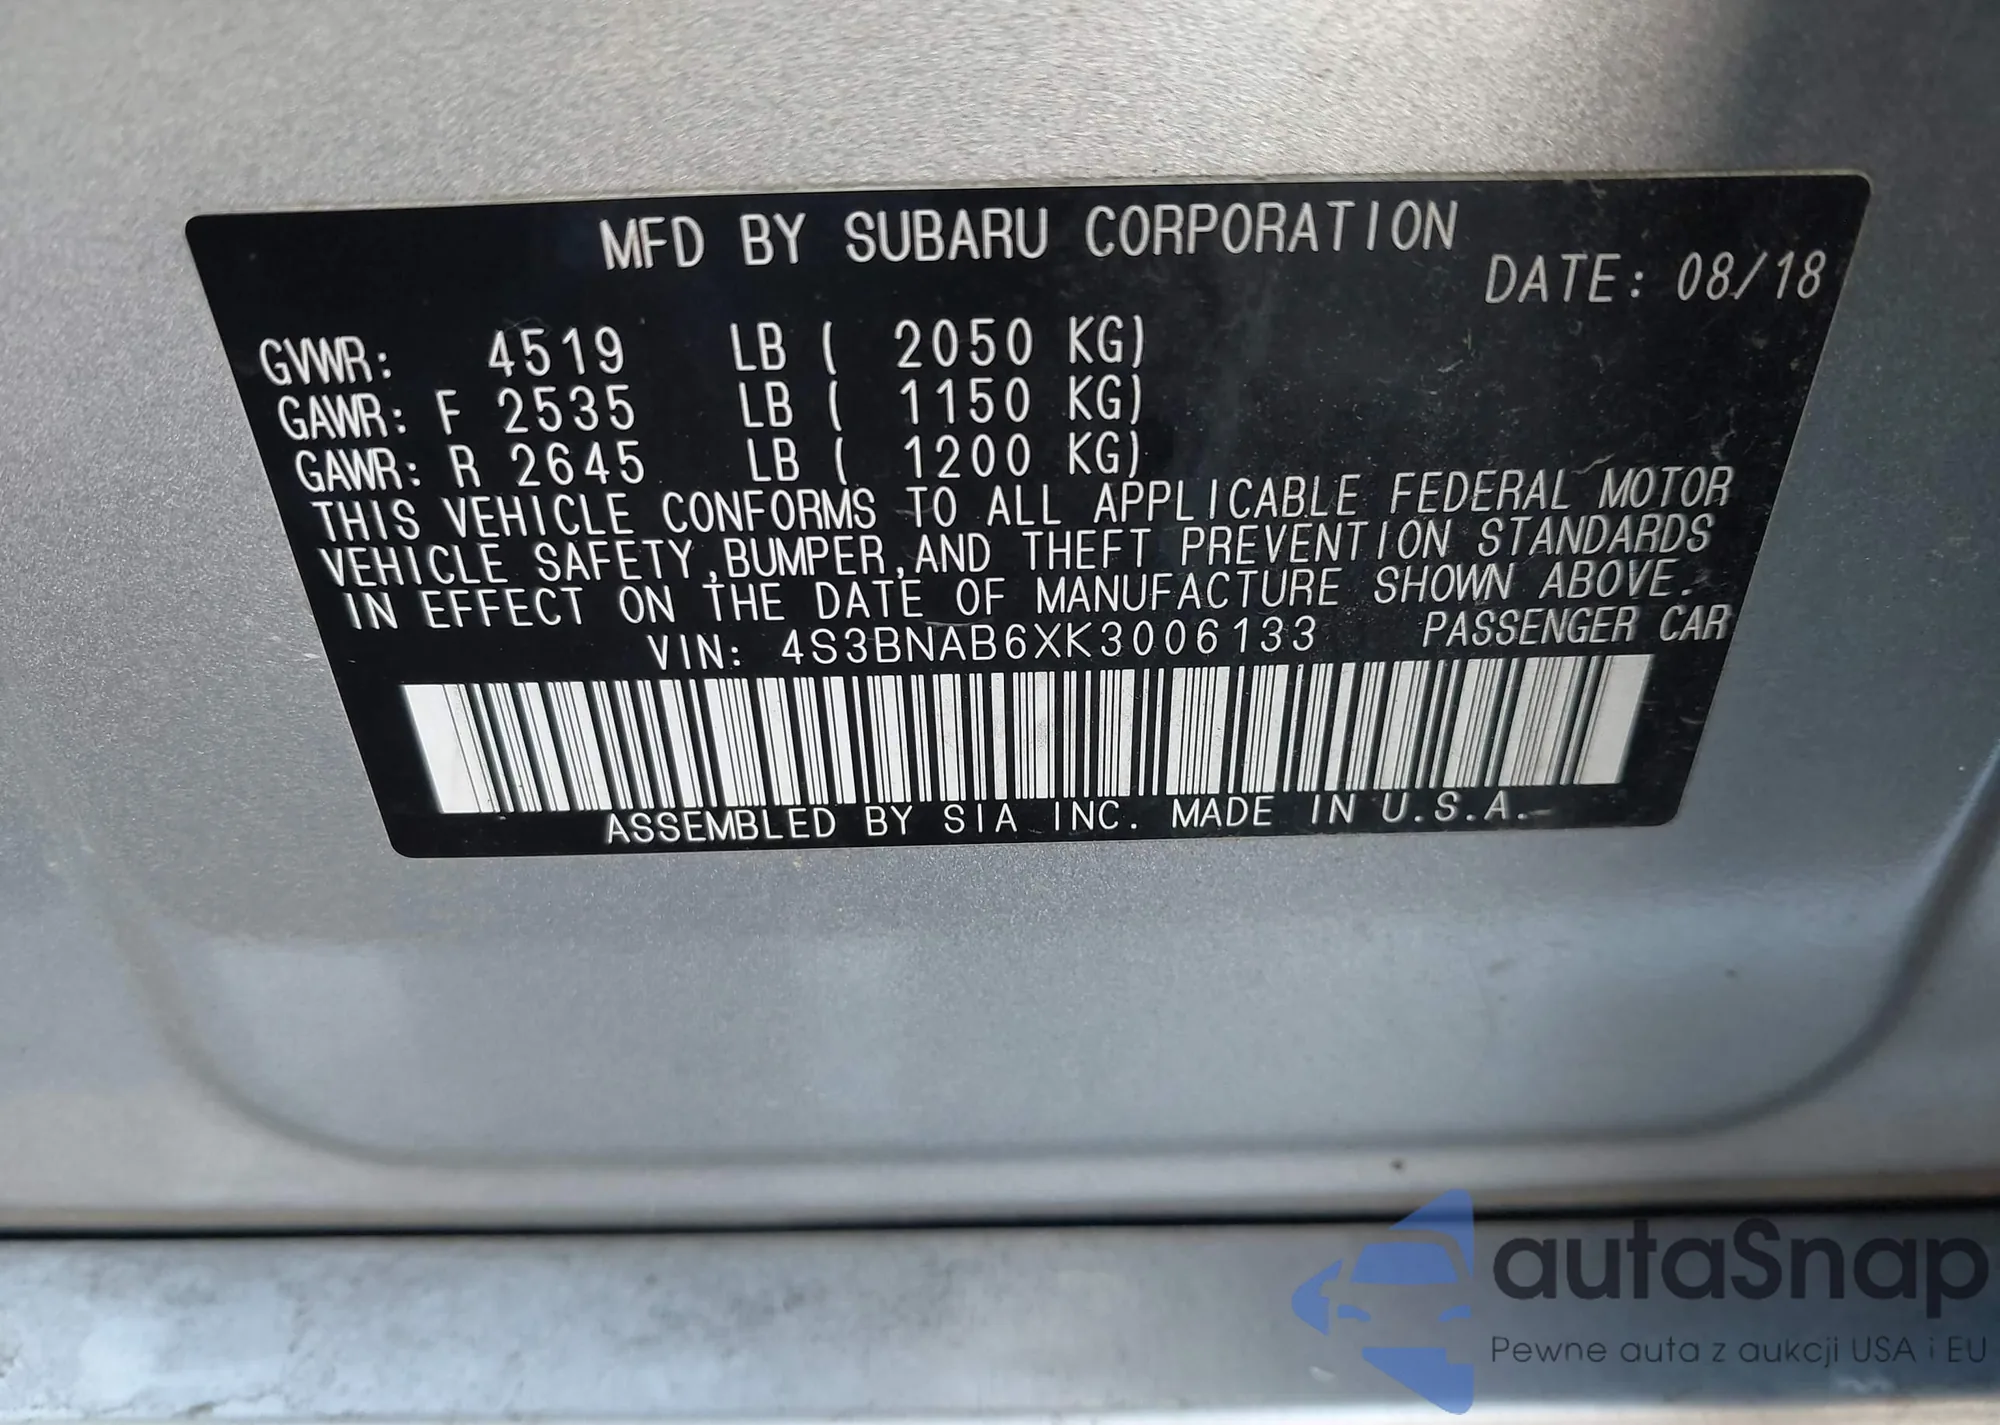 MFD BY SUBARU CORPORATION
DATE: 08/18
GVWR: 4519 LB ( 2050 KG)
GAWR: F 2535 LB ( 1150 KG)
GAWR: R 2645 LB ( 1200 KG)
THIS VEHICLE CONFORMS TO ALL APPLICABLE FEDERAL MOTOR
VEHICLE SAFETY,BUMPER,AND THEFT PREVENTION STANDARDS
IN EFFECT ON THE DATE OF MANUFACTURE SHOWN ABOVE.
VIN: 4S3BNAB6XK3006133 PASSENGER CAR
ASSEMBLED BY SIA INC. MADE IN U.S.A.
autaSnap
Pewne auta z aukcji USA i EU